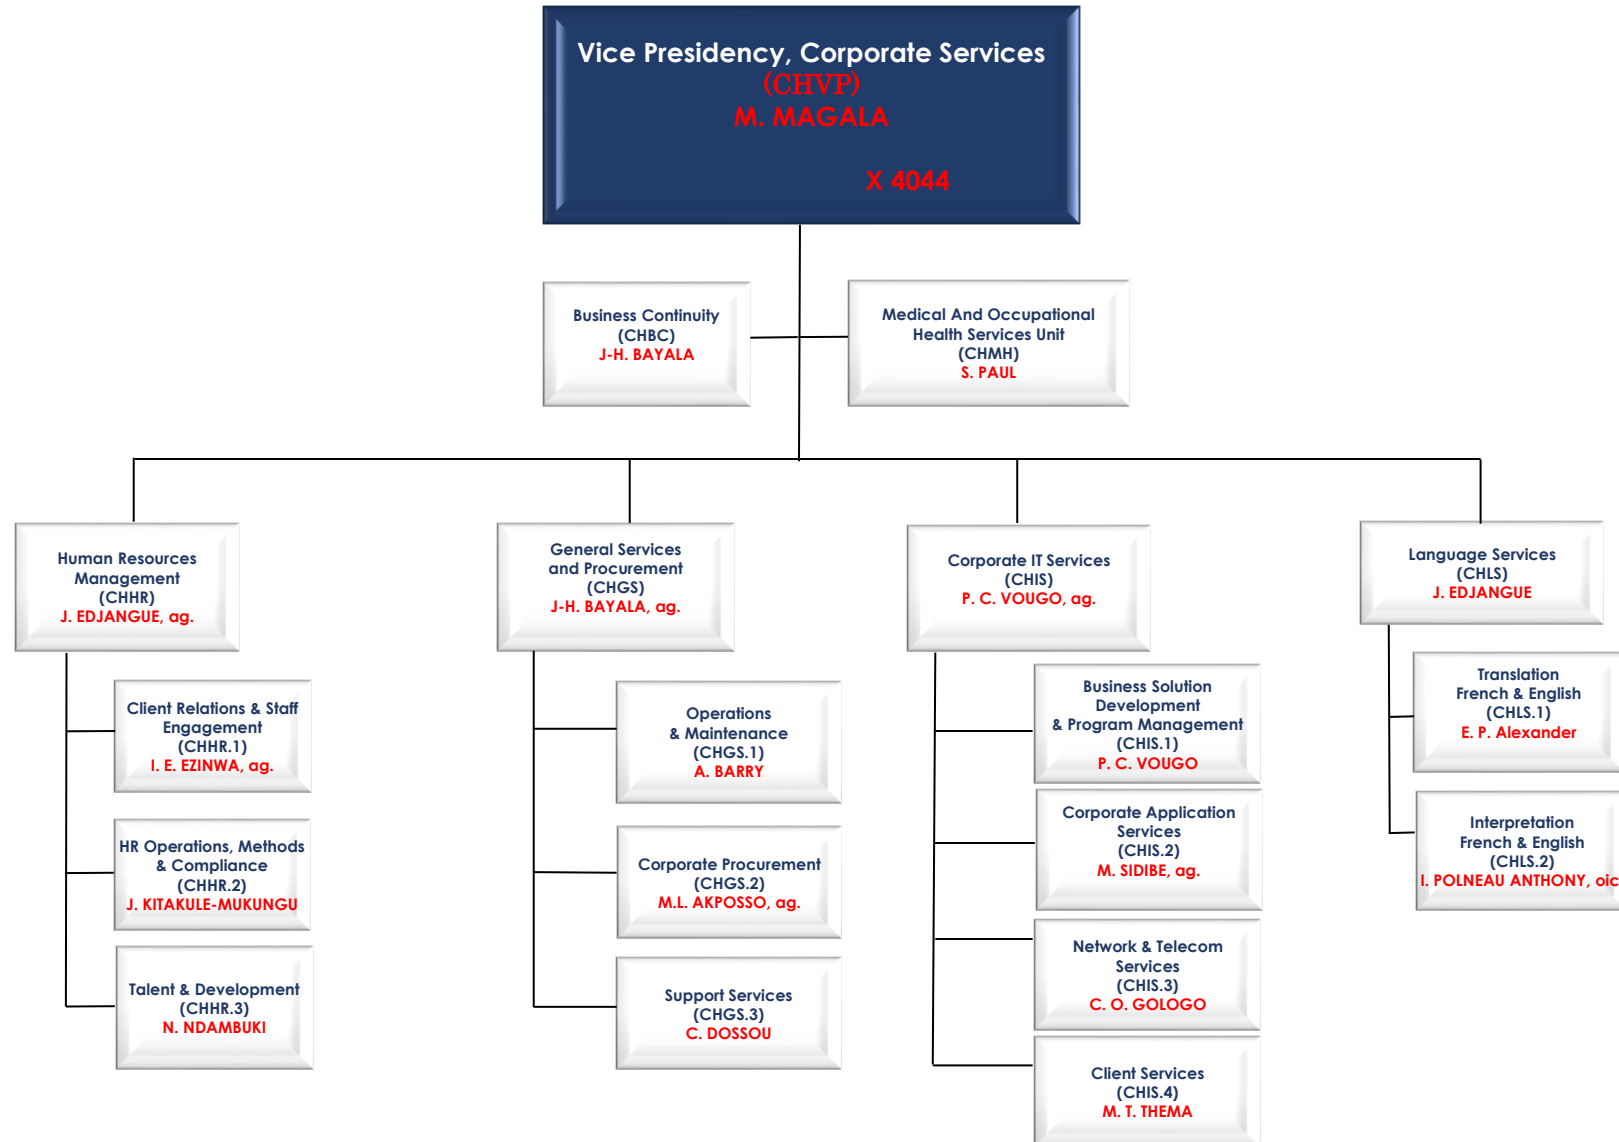 Vice Presidency, Corporate Services
(CHVP)
M. MAGALA
X 4044
Business Continuity
(CHBC)
J-H. BAYALA
Medical And Occupational
Health Services Unit
(CHMH)
S. PAUL
Human Resources
Management
(CHHR)
J. EDJANGUE, ag.
Client Relations & Staff
Engagement
(CHHR.1)
I. E. EZINWA, ag.
HR Operations, Methods
& Compliance
(CHHR.2)
J. KITAKULE-MUKUNGU
Talent & Development
(CHHR.3)
N. NDAMBUKI
General Services
and Procurement
(CHGS)
J-H. BAYALA, ag.
Operations
& Maintenance
(CHGS.1)
A. BARRY
Corporate Procurement
(CHGS.2)
M.L. AKPOSSO, ag.
Support Services
(CHGS.3)
C. DOSSOU
Corporate IT Services
(CHIS)
P. C. VOUGO, ag.
Business Solution
Development
& Program Management
(CHIS.1)
P. C. VOUGO
Corporate Application
Services
(CHIS.2)
M. SIDIBE, ag.
Network & Telecom
Services
(CHIS.3)
C. O. GOLOGO
Client Services
(CHIS.4)
M. T. THEMA
Language Services
(CHLS)
J. EDJANGUE
Translation
French & English
(CHLS.1)
E. P. Alexander
Interpretation
French & English
(CHLS.2)
I. POLNEAU ANTHONY, oic